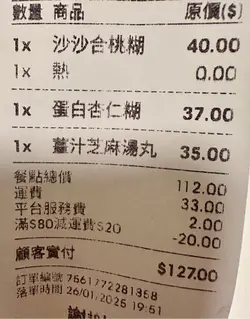 數量 商品 原價($)
1x 沙沙合桃糊 40.00
1x 熱 0.00
1x 蛋白杏仁糊 37.00
1x 薑汁芝麻湯丸 35.00
餐點總價 112.00
運費 33.00
平台服務費 2.00
滿$80減運費$20 -20.00
顧客實付 $127.00
訂單編號 7561772281858
落單時間 26/01/2025 19:51